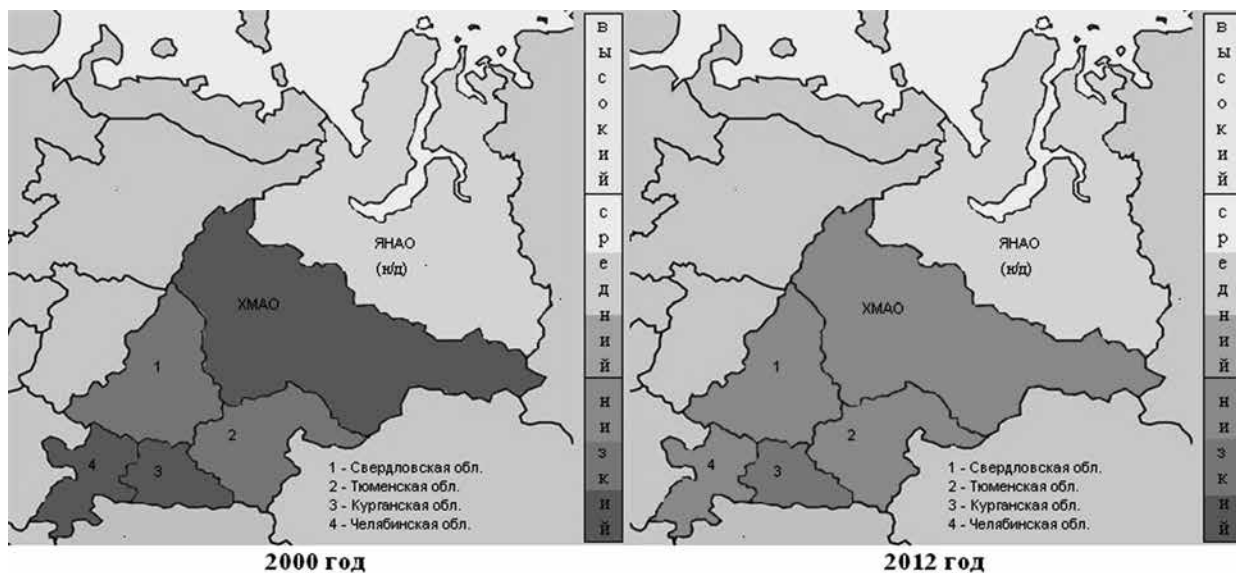 ЯНАО
(н/д)
ХМАО
1
2
3
4
1 - Свердловская обл.
2 - Тюменская обл.
3 - Курганская обл.
4 - Челябинская обл.
высокий
средний
низкий
2000 год
ЯНАО
(н/д)
ХМАО
1
2
3
4
1 - Свердловская обл.
2 - Тюменская обл.
3 - Курганская обл.
4 - Челябинская обл.
высокий
средний
низкий
2012 год